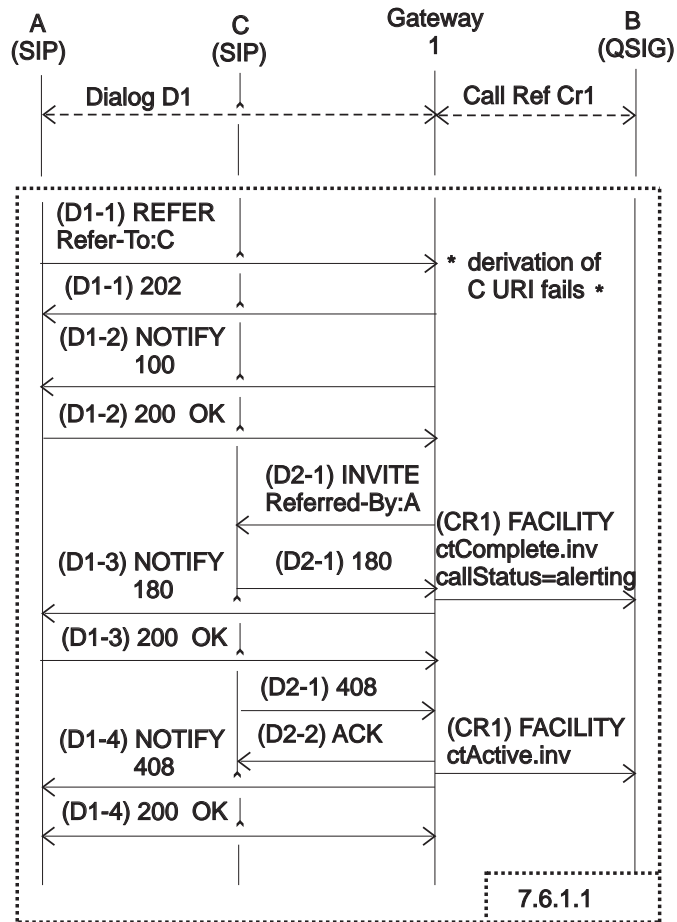 A
(SIP)
C
(SIP)
Gateway
1
B
(QSIG)
Dialog D1
Call Ref Cr1
(D1-1) REFER
Refer-To:C
* derivation of
C URI fails *
(D1-1) 202
(D1-2) NOTIFY
100
(D1-2) 200 OK
(D2-1) INVITE
Referred-By:A
(CR1) FACILITY
ctComplete.inv
callStatus=alerting
(D1-3) NOTIFY
180
(D2-1) 180
(D1-3) 200 OK
(D2-1) 408
(D2-2) ACK
(CR1) FACILITY
ctActive.inv
(D1-4) NOTIFY
408
(D1-4) 200 OK
7.6.1.1